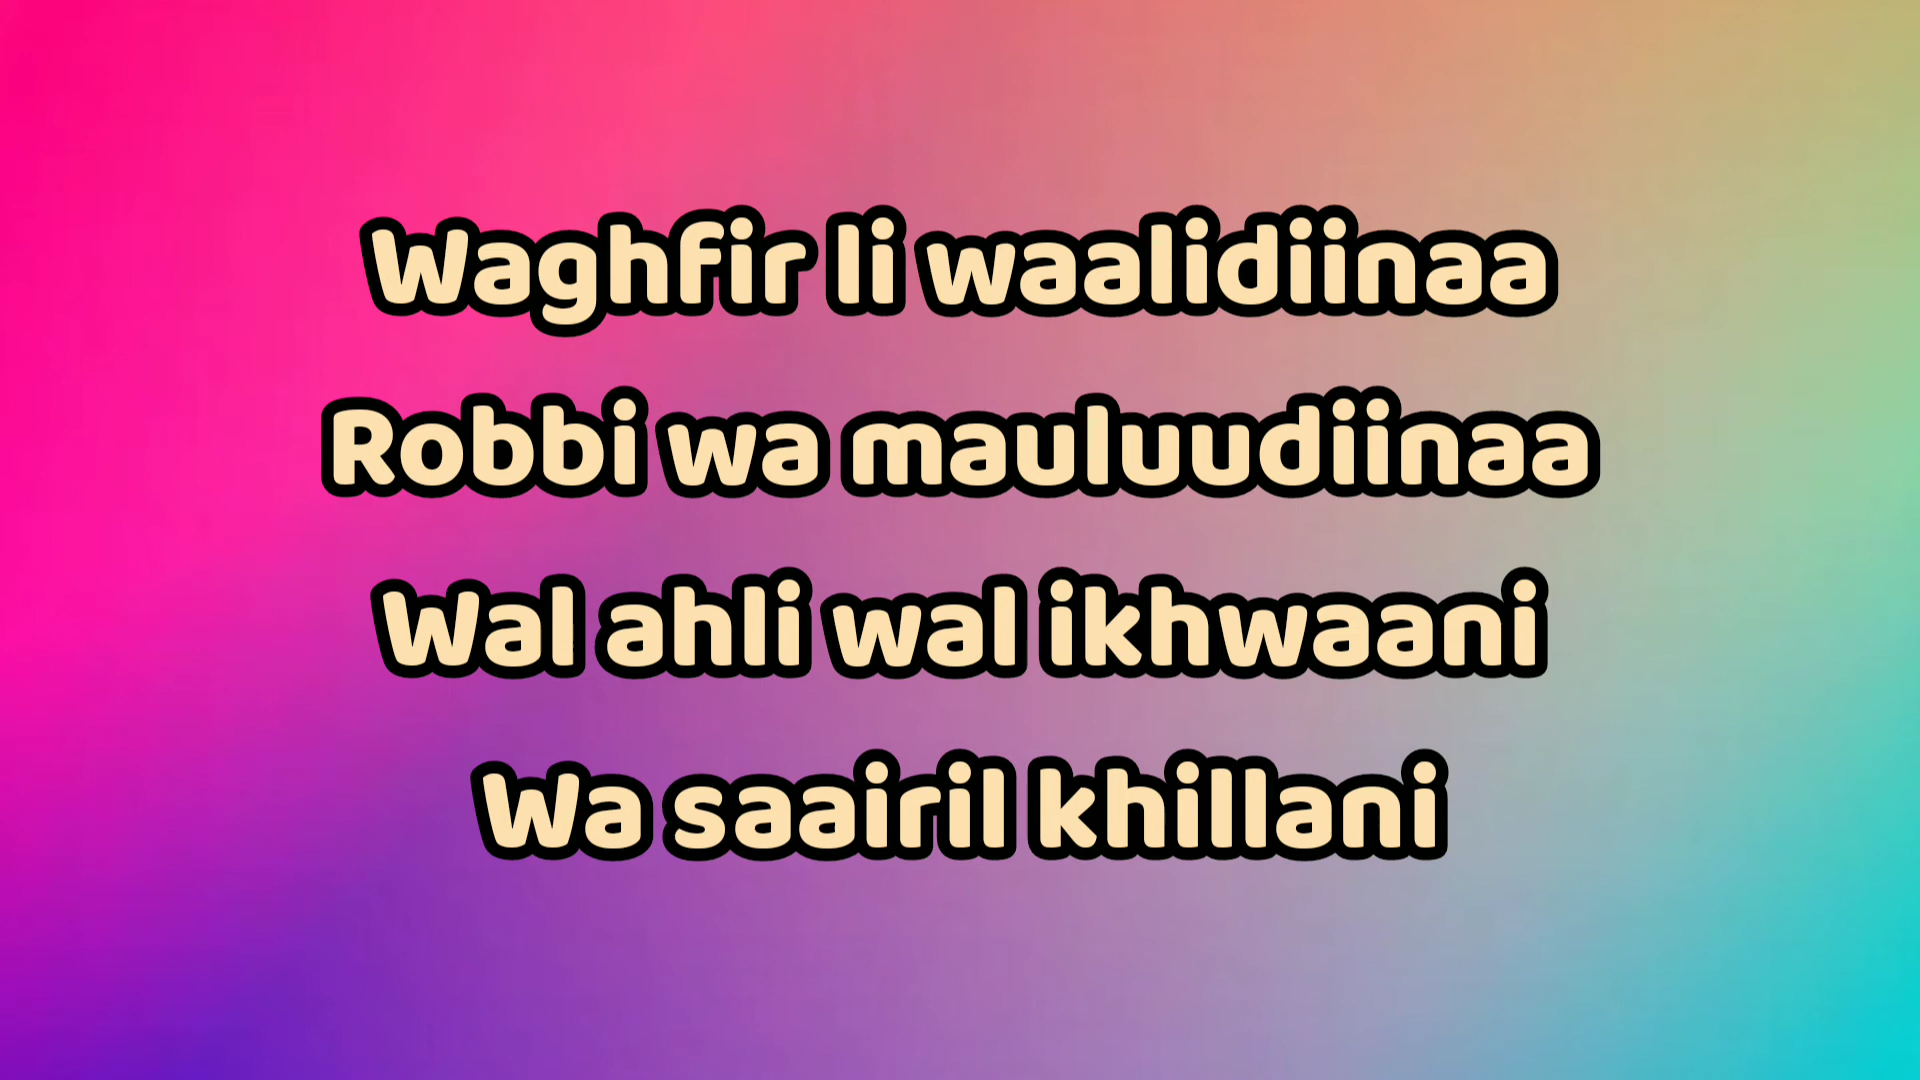 Waghfir li waalidiinaa
Robbi wa mauluudiinaa
Wal ahli wal ikhwaani
Wa saairil khillani